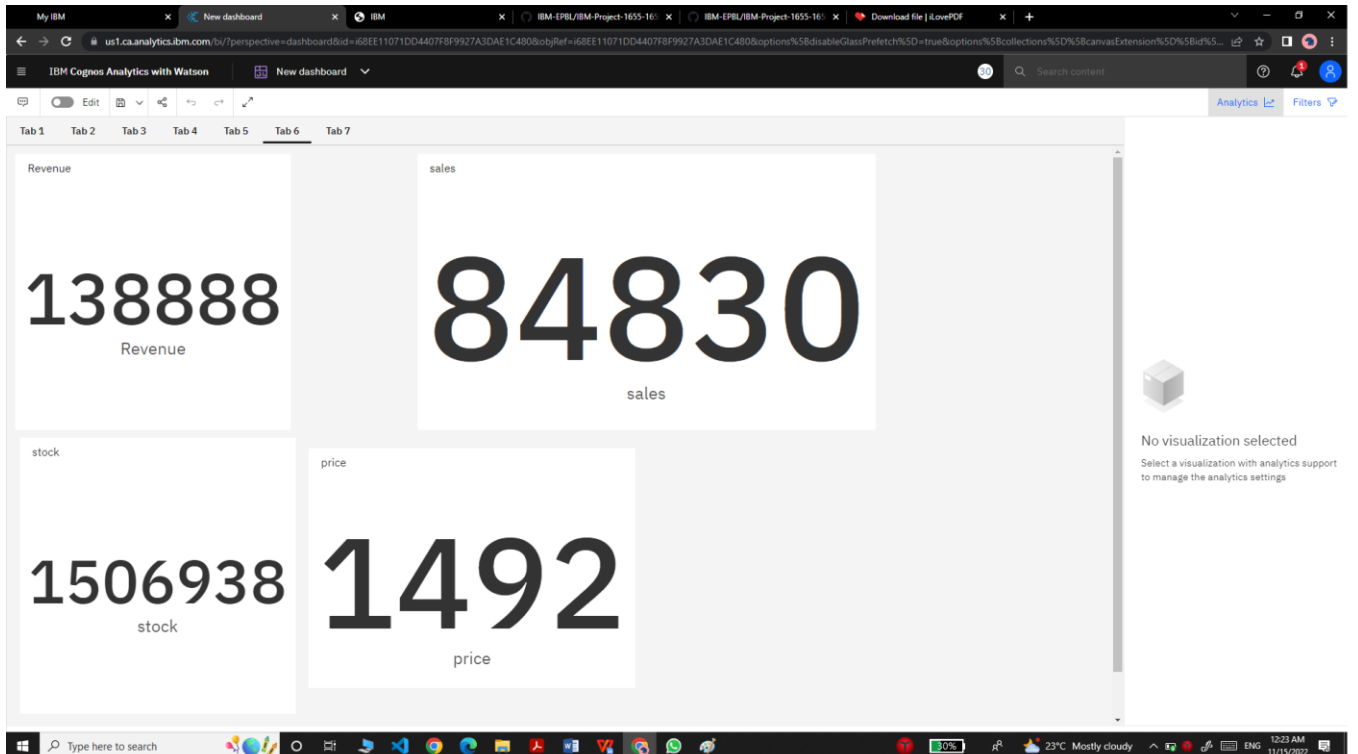 My IBM
New dashboard
IBM
IBM-EPBL/IBM-Project-1655-165
IBM-EPBL/IBM-Project-1655-165
Download file | iLovePDF
us1.ca.analytics.ibm.com/bi/?perspective=dashboard&id=i68EE11071DD4407F8F9927A3DAE1C480&objRef=i68EE11071DD4407F8F9927A3DAE1C480&options%5BdisableGlassPrefetch%5D=true&options%5Bcollections%5D%5BcanvasExtension%5D%5Bid%5...
IBM Cognos Analytics with Watson
New dashboard
30
Search content
1
Edit
Analytics
Filters
Tab 1 Tab 2 Tab 3 Tab 4 Tab 5 Tab 6 Tab 7
Revenue
138888
Revenue
sales
84830
sales
stock
1506938
stock
price
1492
price
No visualization selected
Select a visualization with analytics support
to manage the analytics settings
Type here to search
30%
23°C Mostly cloudy
ENG
12:23 AM
11/15/2022